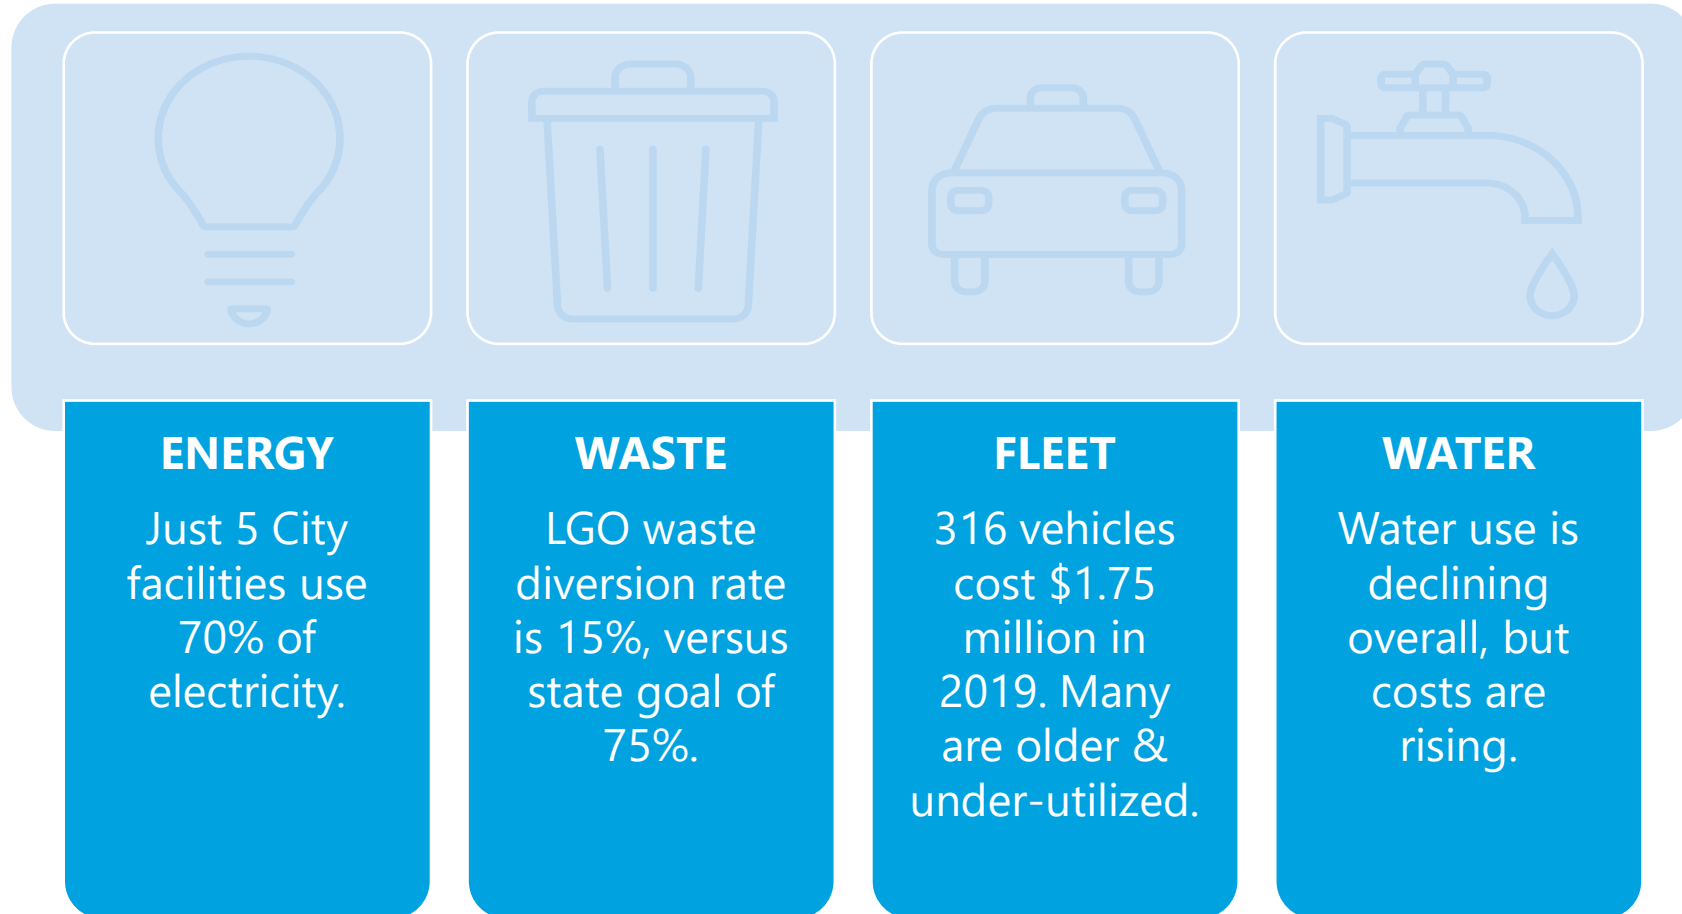 ENERGY
Just 5 City
facilities use
70% of
electricity.
WASTE
LGO waste
diversion rate
is 15%, versus
state goal of
75%.
FLEET
316 vehicles
cost $1.75
million in
2019. Many
are older &
under-utilized.
WATER
Water use is
declining
overall, but
costs are
rising.